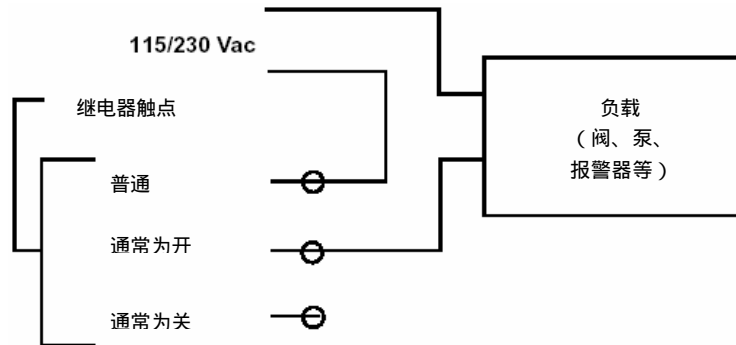 115/230 Vac
继电器触点
负载
（阀、泵、
报警器等）
普通
通常为开
通常为关